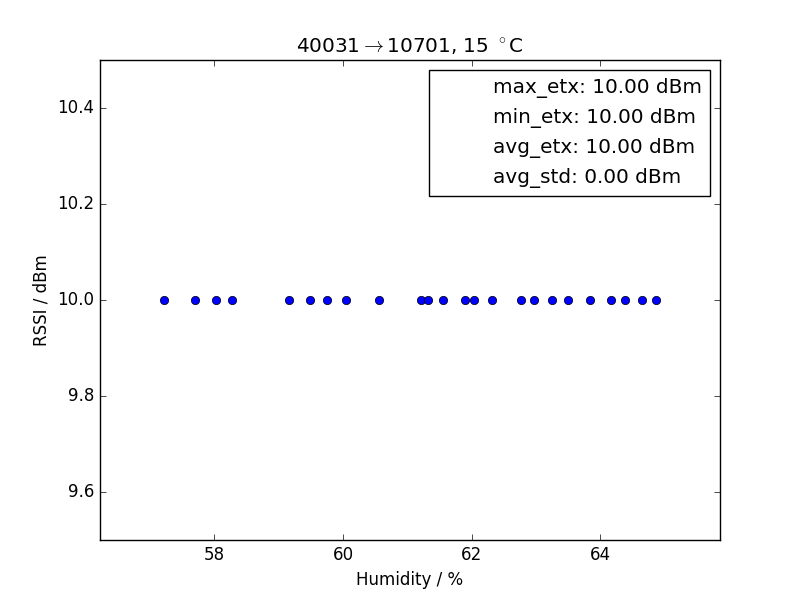 40031→10701, 15 °C
max_etx: 10.00 dBm
min_etx: 10.00 dBm
avg_etx: 10.00 dBm
avg_std: 0.00 dBm
10.4
10.2
10.0
9.8
9.6
RSSI / dBm
58 60 62 64
Humidity / %